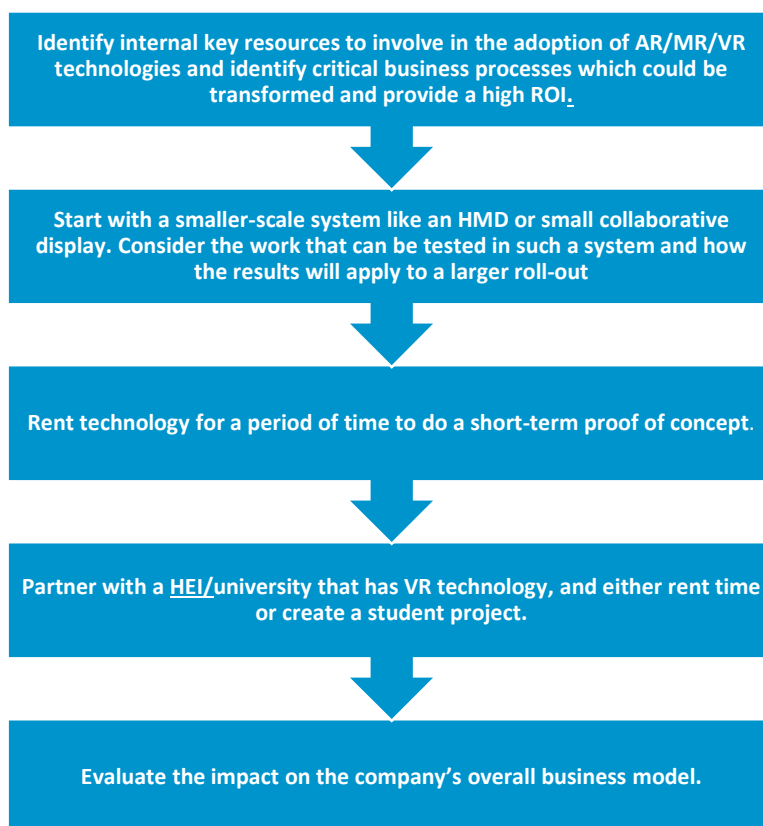 Identify internal key resources to involve in the adoption of AR/MR/VR
technologies and identify critical business processes which could be
transformed and provide a high ROI.
Start with a smaller-scale system like an HMD or small collaborative
display. Consider the work that can be tested in such a system and how
the results will apply to a larger roll-out
Rent technology for a period of time to do a short-term proof of concept.
Partner with a HEI/university that has VR technology, and either rent time
or create a student project.
Evaluate the impact on the company’s overall business model.